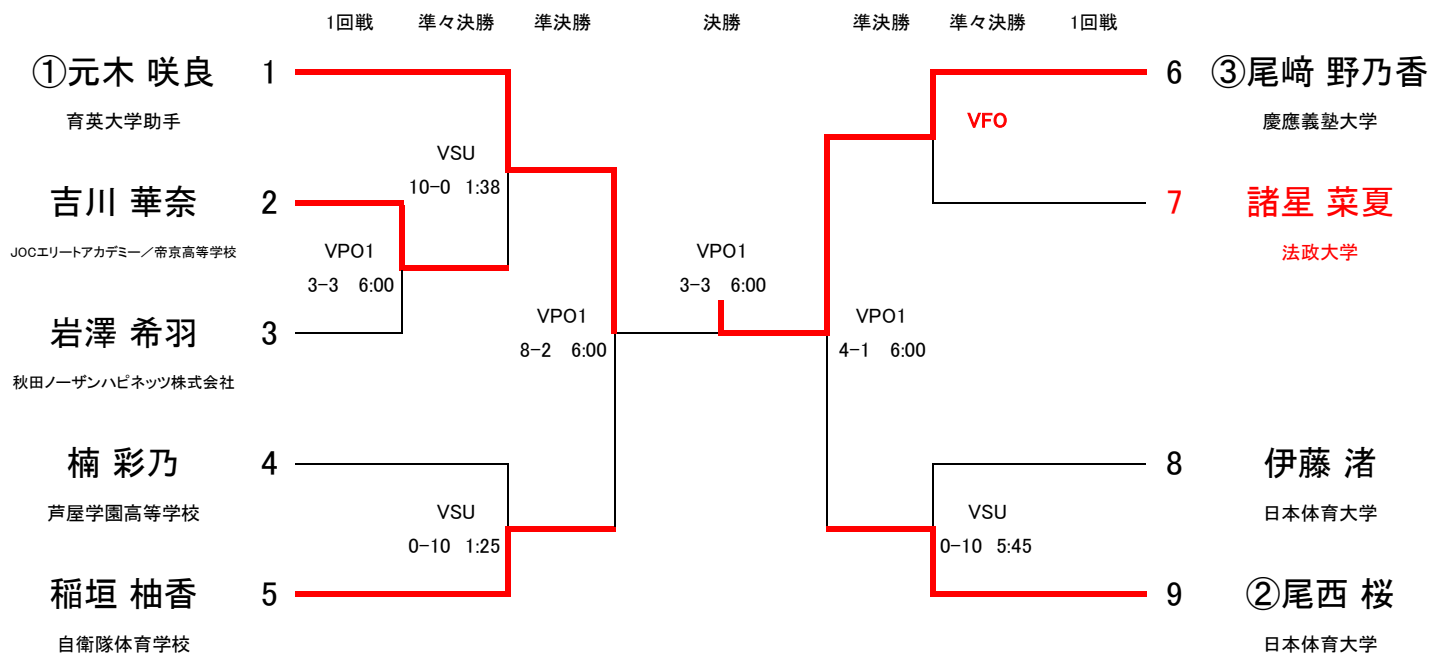 1回戦 準々決勝 準決勝 決勝 準決勝 準々決勝 1回戦
①元木 咲良 1
育英大学助手
VSU
10-0 1:38
吉川 華奈 2
JOCエリートアカデミー/帝京高等学校
VPO1
3-3 6:00
岩澤 希羽 3
秋田ノーザンハピネッツ株式会社
VPO1
8-2 6:00
楠 彩乃 4
芦屋学園高等学校
VSU
0-10 1:25
稲垣 柚香 5
自衛隊体育学校
VPO1
3-3 6:00
6 ③尾﨑 野乃香
慶應義塾大学
VFO
7 諸星 菜夏
法政大学
VPO1
4-1 6:00
8 伊藤 渚
日本体育大学
VSU
0-10 5:45
9 ②尾西 桜
日本体育大学